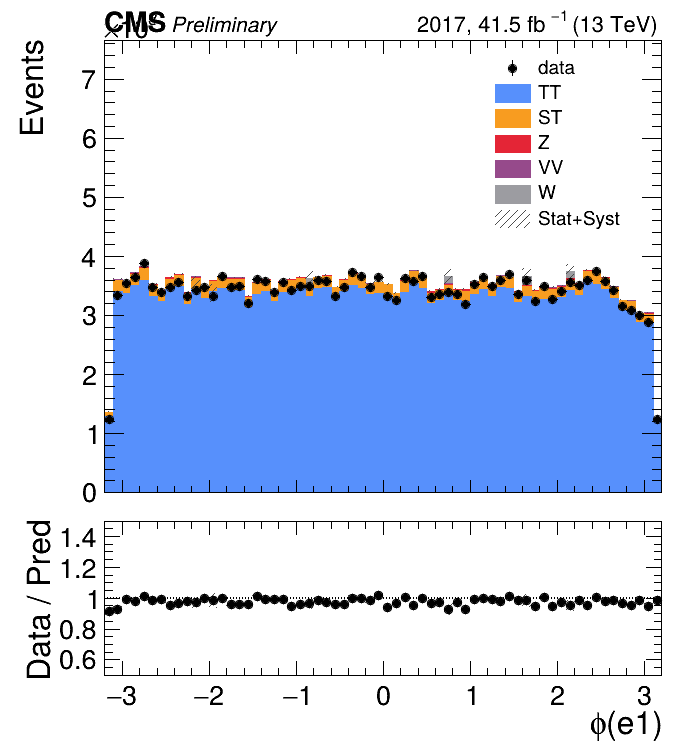 CMS Preliminary 2017, 41.5 fb⁻¹ (13 TeV)
Events
7
6
5
4
3
2
1
0
data
TT
ST
Z
VV
W
Stat+Syst
Data / Pred
1.4
1.2
1
0.8
0.6
−3 −2 −1 0 1 2 3
ϕ(e1)